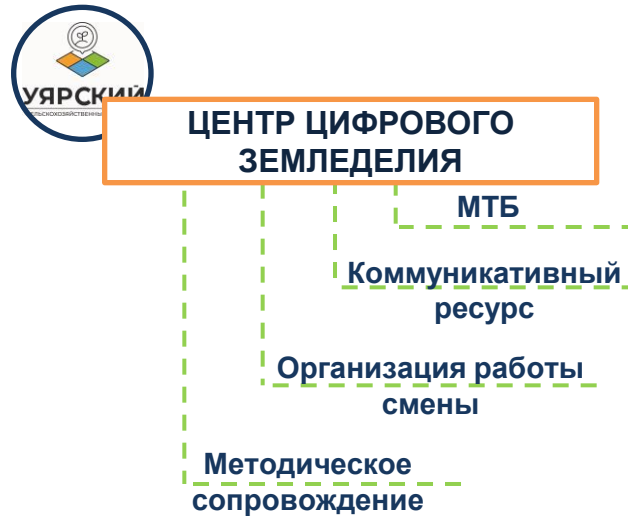 УЯРСКИЙ
ЦЕНТР ЦИФРОВОГО
ЗЕМЛЕДЕЛИЯ
МТБ
Коммуникативный
ресурс
Организация работы
смены
Методическое
сопровождение